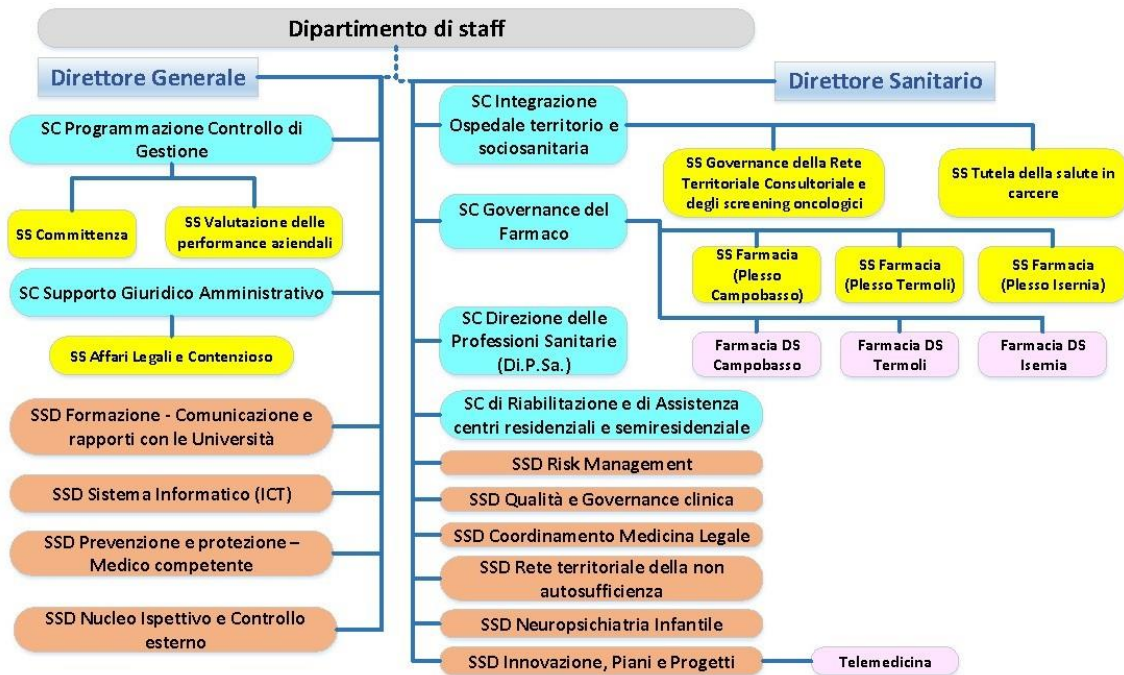 Dipartimento di staff
Direttore Generale
SC Programmazione Controllo di
Gestione
SS Committenza
SS Valutazione delle
performance aziendali
SC Supporto Giuridico Amministrativo
SS Affari Legali e Contenzioso
SSD Formazione - Comunicazione e
rapporti con le Università
SSD Sistema Informatico (ICT)
SSD Prevenzione e protezione –
Medico competente
SSD Nucleo Ispettivo e Controllo
esterno
Direttore Sanitario
SC Integrazione
Ospedale territorio e
sociosanitaria
SS Governance della Rete
Territoriale Consultoriale e
degli screening oncologici
SS Tutela della salute in
carcere
SC Governance del
Farmaco
SS Farmacia
(Plesso
Campobasso)
SS Farmacia
(Plesso Termoli)
SS Farmacia
(Plesso Isernia)
Farmacia DS
Campobasso
Farmacia DS
Termoli
Farmacia DS
Isernia
SC Direzione delle
Professioni Sanitarie
(Di.P.Sa.)
SC di Riabilitazione e di Assistenza
centri residenziali e semiresidenziale
SSD Risk Management
SSD Qualità e Governance clinica
SSD Coordinamento Medicina Legale
SSD Rete territoriale della non
autosufficienza
SSD Neuropsichiatria Infantile
SSD Innovazione, Piani e Progetti
Telemedicina